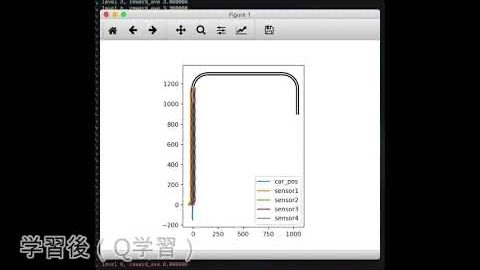 level 3, reward_ave 3.000000
Figure 1
1200
1000
800
600
400
200
0
−200
0
250
500
750
1000
car_pos
sensor1
sensor2
sensor3
sensor4
学習後 ( Q学習 )